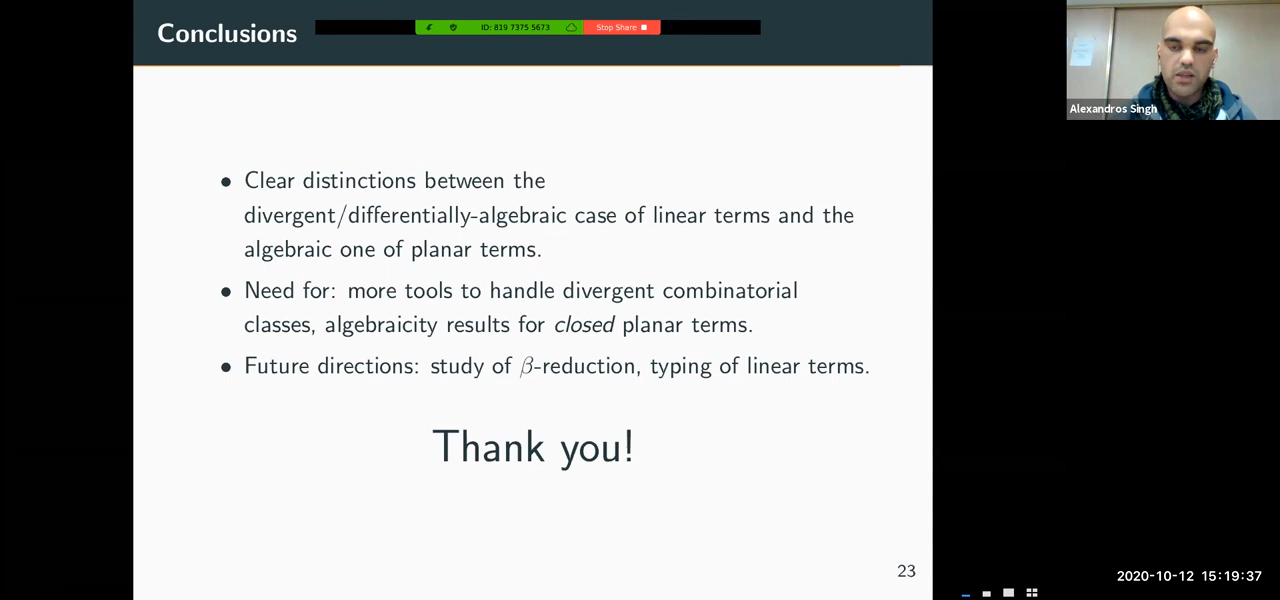 Conclusions
ID: 819 7375 5673
Stop Share
Alexandros Singh
• Clear distinctions between the
divergent/differentially-algebraic case of linear terms and the
algebraic one of planar terms.
• Need for: more tools to handle divergent combinatorial
classes, algebraicity results for closed planar terms.
• Future directions: study of β-reduction, typing of linear terms.
Thank you!
23
2020-10-12 15:19:37